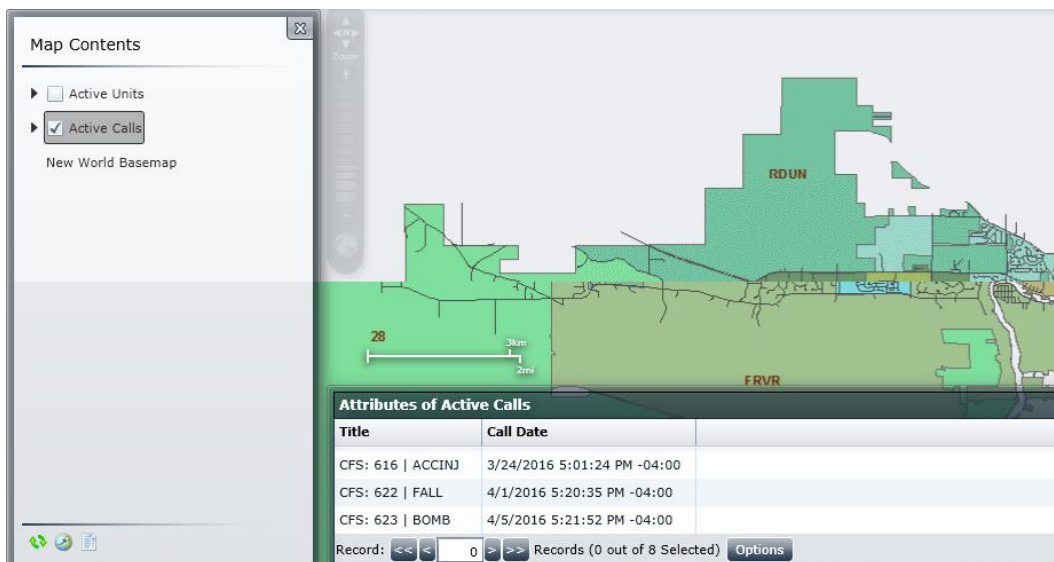 Map Contents
Active Units
Active Calls
New World Basemap
N
Zoom
RDUN
28
3km
2mi
ERVR
Attributes of Active Calls
Title Call Date
CFS: 616 | ACCINJ 3/24/2016 5:01:24 PM -04:00
CFS: 622 | FALL 4/1/2016 5:20:35 PM -04:00
CFS: 623 | BOMB 4/5/2016 5:21:52 PM -04:00
Record: << < 0 > >> Records (0 out of 8 Selected) Options